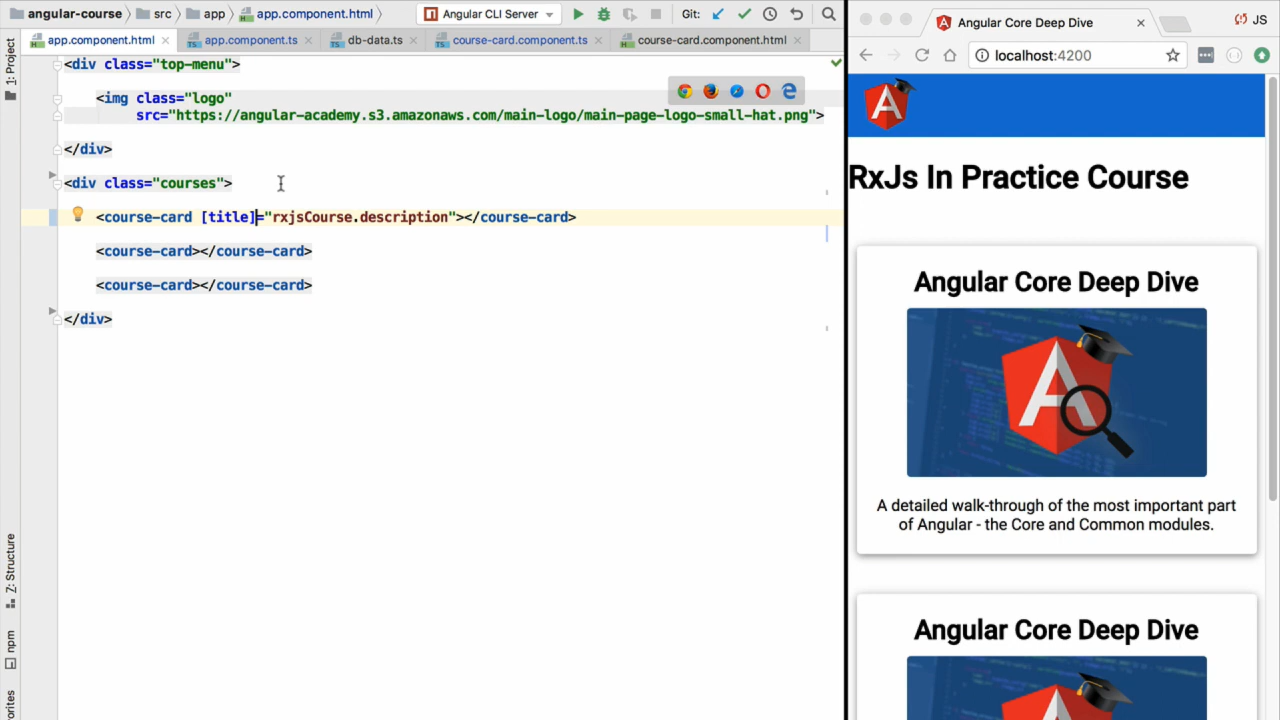 angular-course src app app.component.html Angular CLI Server Git:
app.component.html app.component.ts db-data.ts course-card.component.ts course-card.component.html
1: Project
<div class="top-menu">
<img class="logo"
src="https://angular-academy.s3.amazonaws.com/main-logo/main-page-logo-small-hat.png">
</div>
<div class="courses">
<course-card [title]="rxjsCourse.description"></course-card>
<course-card></course-card>
<course-card></course-card>
</div>
Z: Structure
npm
Angular Core Deep Dive JS
localhost:4200
RxJs In Practice Course
Angular Core Deep Dive
A detailed walk-through of the most important part
of Angular - the Core and Common modules.
Angular Core Deep Dive